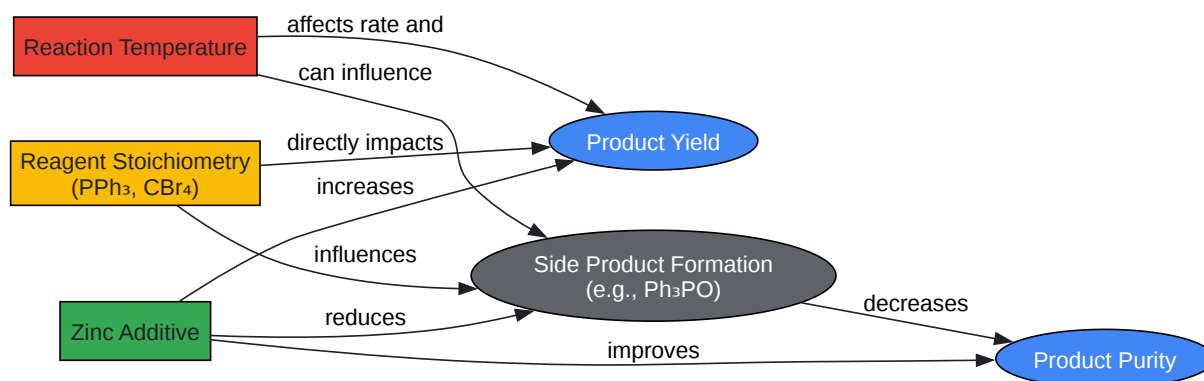 affects rate and
Reaction Temperature
can influence
directly impacts
Product Yield
Reagent Stoichiometry
(PPh₃, CBr₄)
increases
influences
Side Product Formation
(e.g., Ph₃PO)
decreases
Zinc Additive
reduces
improves
Product Purity